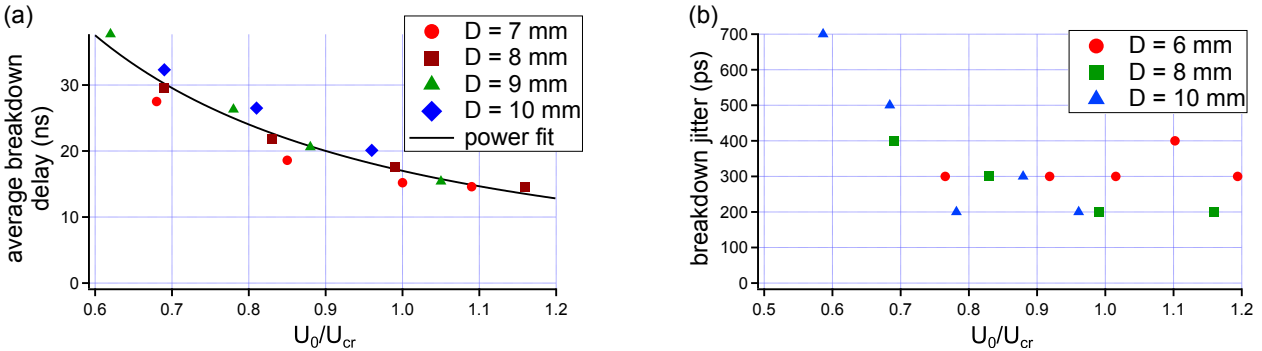 (a)
average breakdown
delay (ns)
30
20
10
0
0.6 0.7 0.8 0.9 1.0 1.1 1.2
U0/Ucr
D = 7 mm
D = 8 mm
D = 9 mm
D = 10 mm
power fit
(b)
breakdown jitter (ps)
700
600
500
400
300
200
100
0
0.5 0.6 0.7 0.8 0.9 1.0 1.1 1.2
U0/Ucr
D = 6 mm
D = 8 mm
D = 10 mm